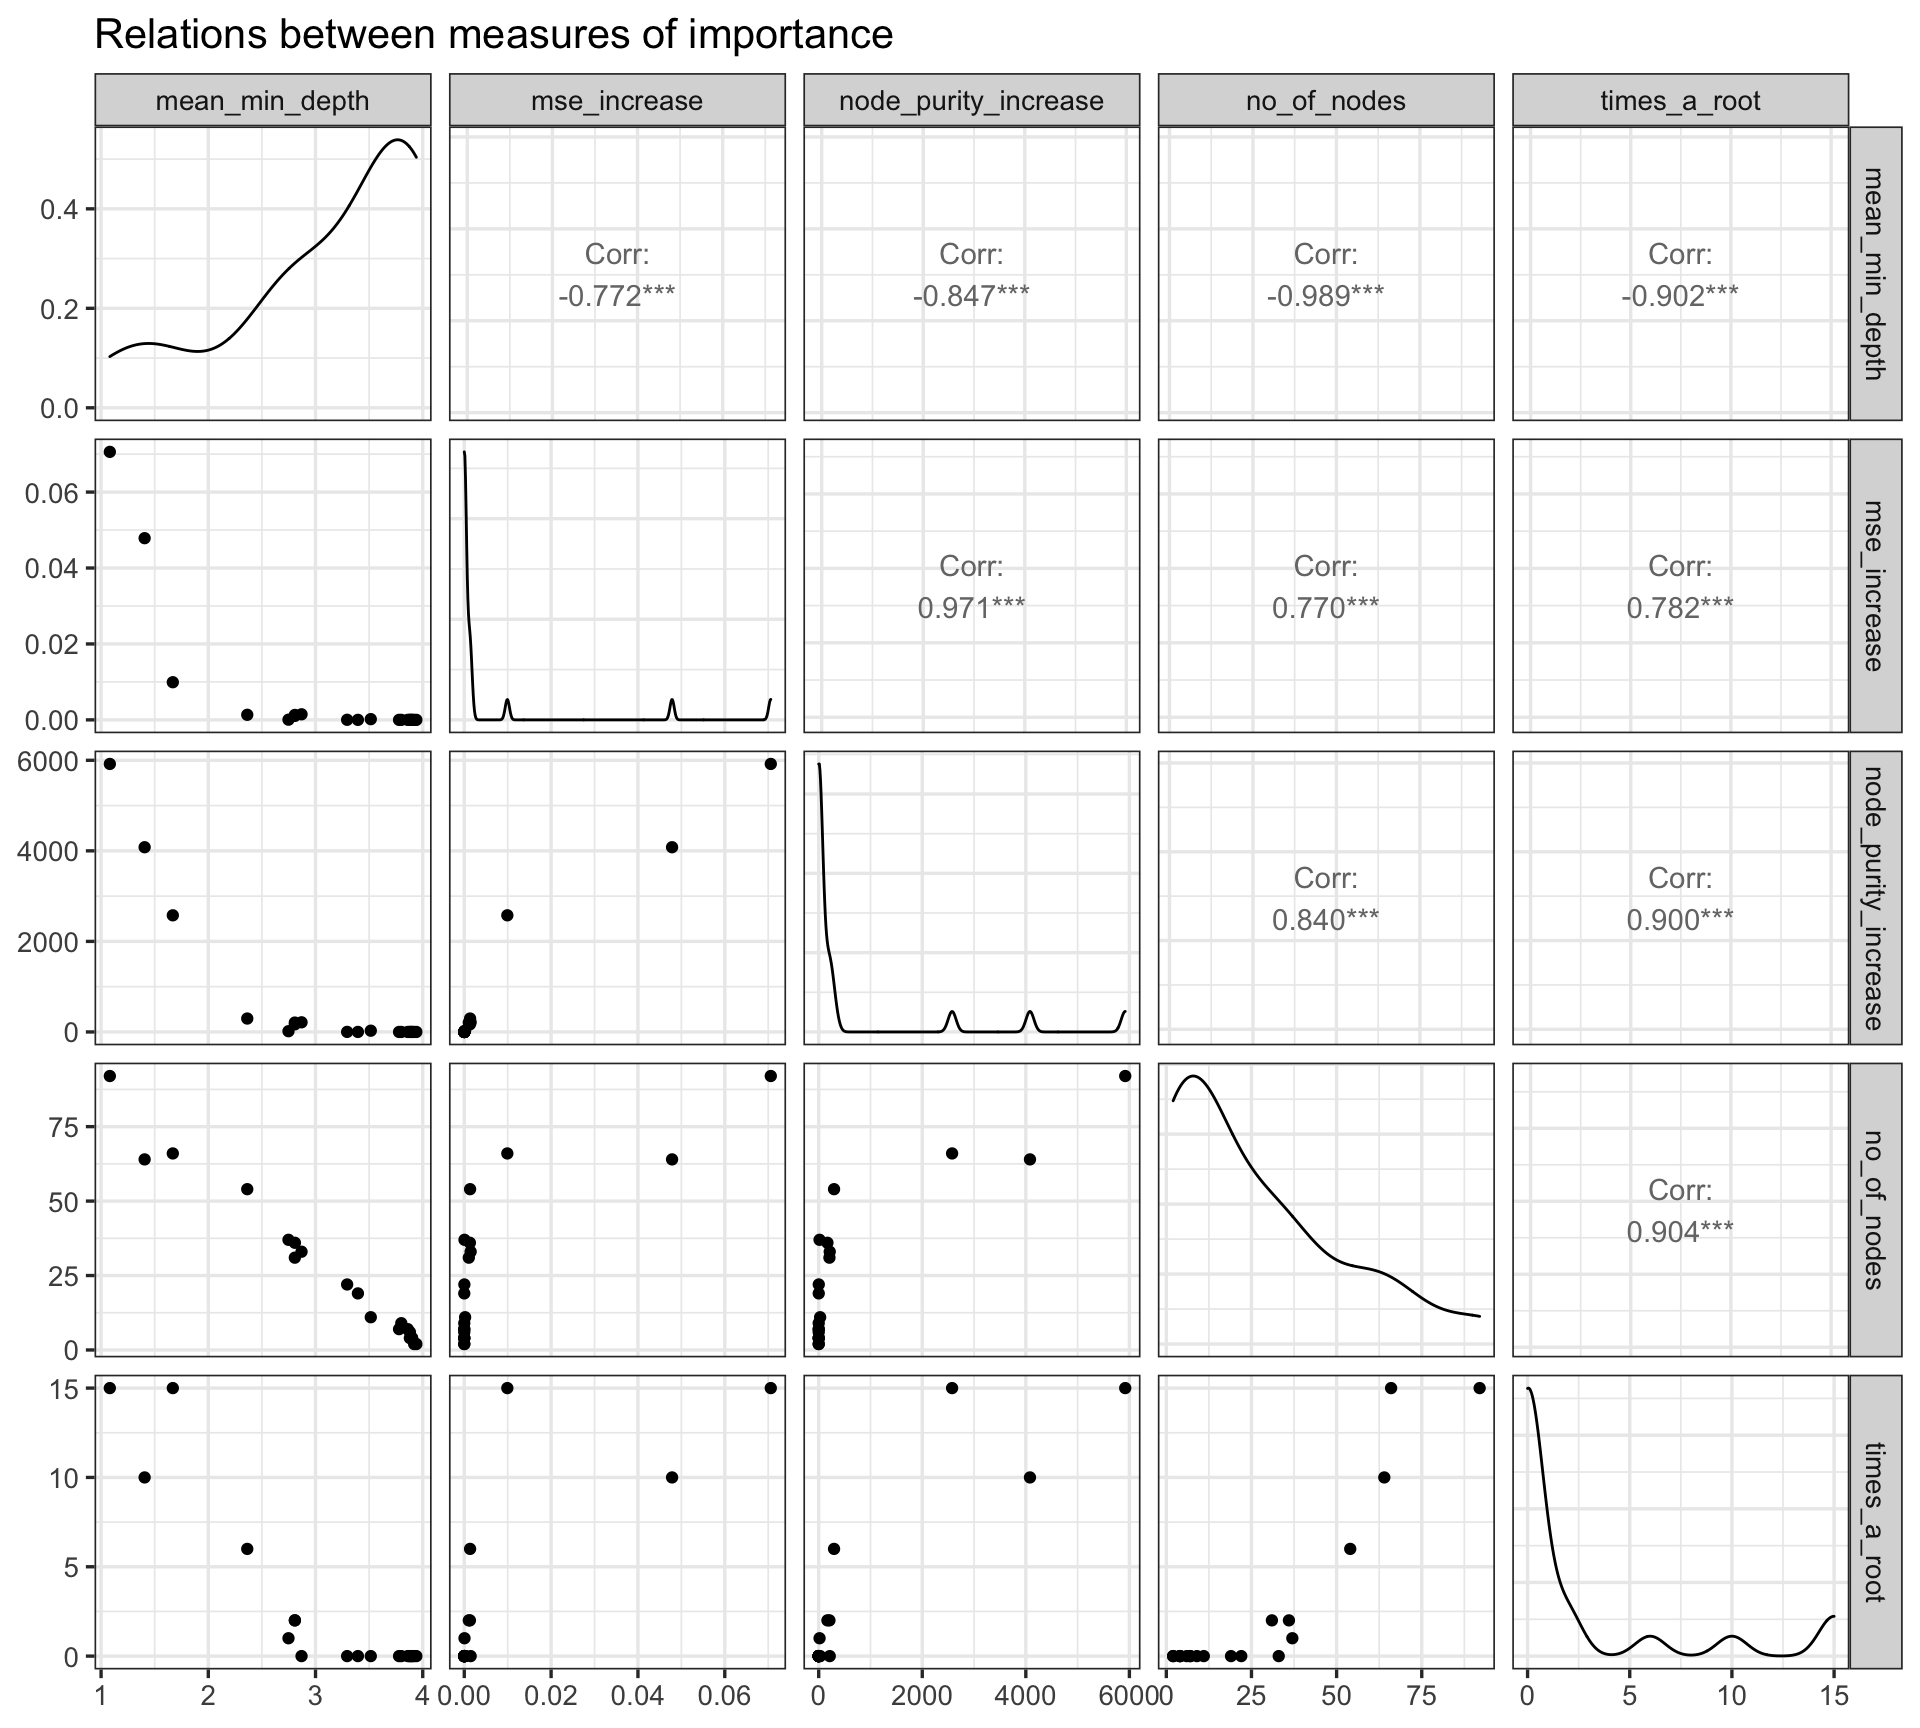 Relations between measures of importance
mean_min_depth
mse_increase
node_purity_increase
no_of_nodes
times_a_root
0.4
0.2
0.0
Corr:
-0.772***
Corr:
-0.847***
Corr:
-0.989***
Corr:
-0.902***
mean_min_depth
0.06
0.04
0.02
0.00
Corr:
0.971***
Corr:
0.770***
Corr:
0.782***
mse_increase
6000
4000
2000
0
Corr:
0.840***
Corr:
0.900***
node_purity_increase
75
50
25
0
Corr:
0.904***
no_of_nodes
15
10
5
0
times_a_root
1 2 3 4
0.00 0.02 0.04 0.06
0 2000 4000 6000
0 25 50 75
0 5 10 15